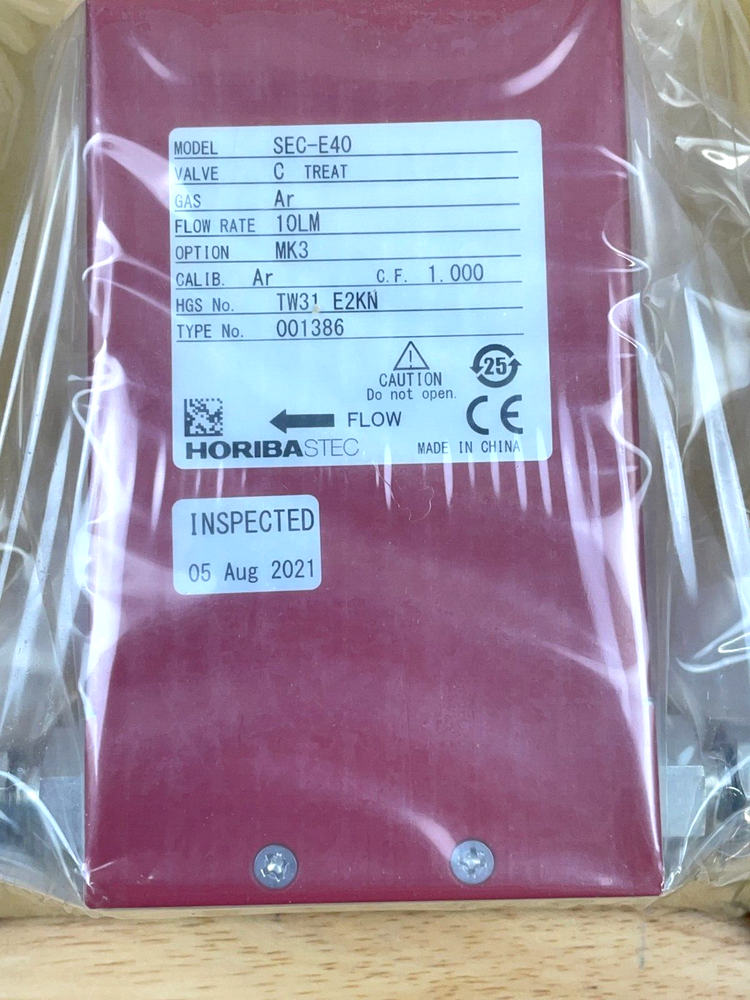 MODEL SEC-E40
VALVE C TREAT
GAS Ar
FLOW RATE 10LM
OPTION MK3
CALIB. Ar C.F. 1.000
HGS No. TW31 E2KN
TYPE No. 001386
25
CAUTION
Do not open.
FLOW
CE
HORIBASTEC MADE IN CHINA
INSPECTED
05 Aug 2021